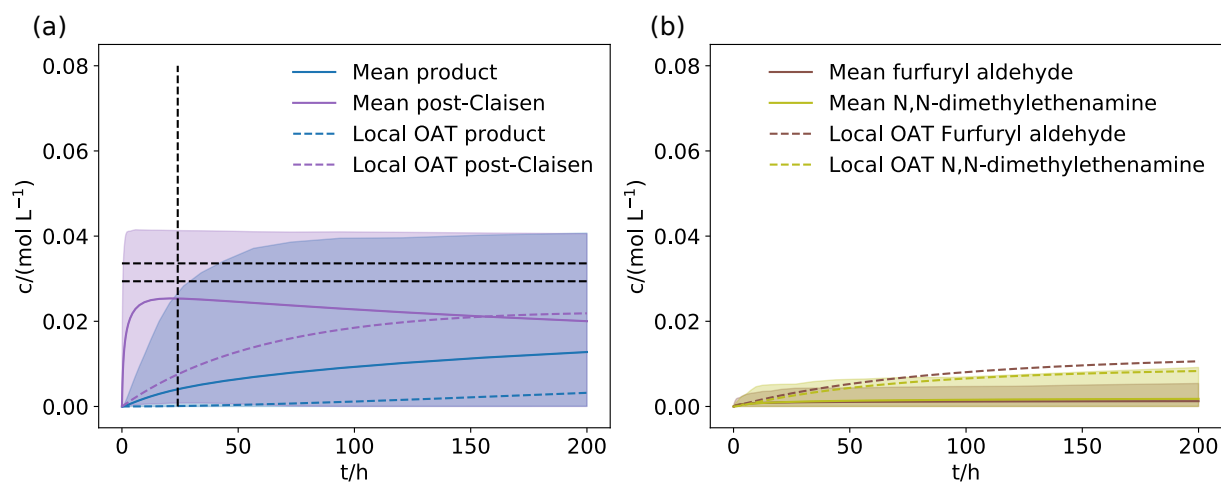 (a)
0.08
0.06
0.04
0.02
0.00
c/(mol L⁻¹)
Mean product
Mean post-Claisen
Local OAT product
Local OAT post-Claisen
0 50 100 150 200
t/h
(b)
0.08
0.06
0.04
0.02
0.00
c/(mol L⁻¹)
Mean furfuryl aldehyde
Mean N,N-dimethylethenamine
Local OAT Furfuryl aldehyde
Local OAT N,N-dimethylethenamine
0 50 100 150 200
t/h